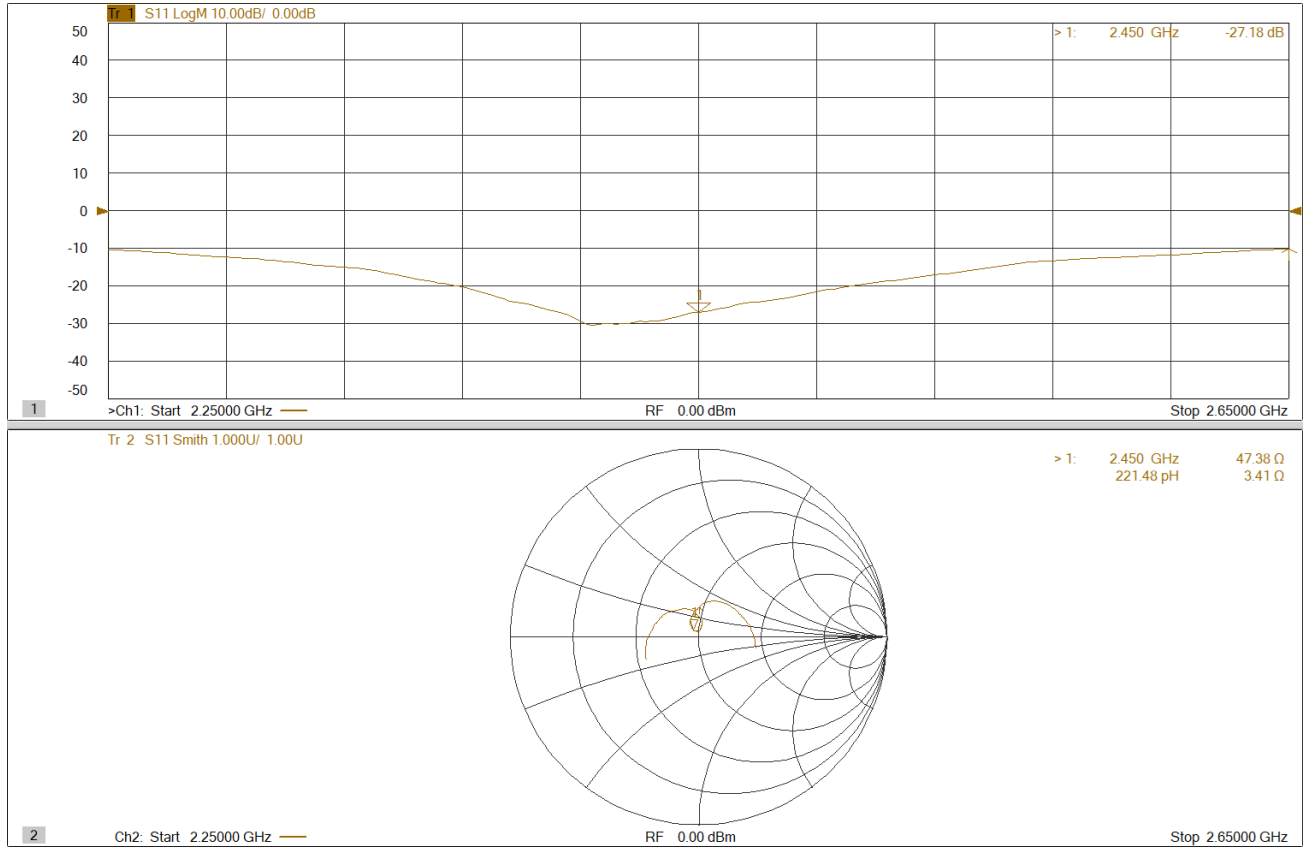 Tr 1 S11 LogM 10.00dB/ 0.00dB
> 1: 2.450 GHz -27.18 dB
50
40
30
20
10
0
-10
-20
-30
-40
-50
1
1 >Ch1: Start 2.25000 GHz RF 0.00 dBm Stop 2.65000 GHz
Tr 2 S11 Smith 1.000U/ 1.00U
> 1: 2.450 GHz 47.38 Ω
221.48 pH 3.41 Ω
1
2 Ch2: Start 2.25000 GHz RF 0.00 dBm Stop 2.65000 GHz